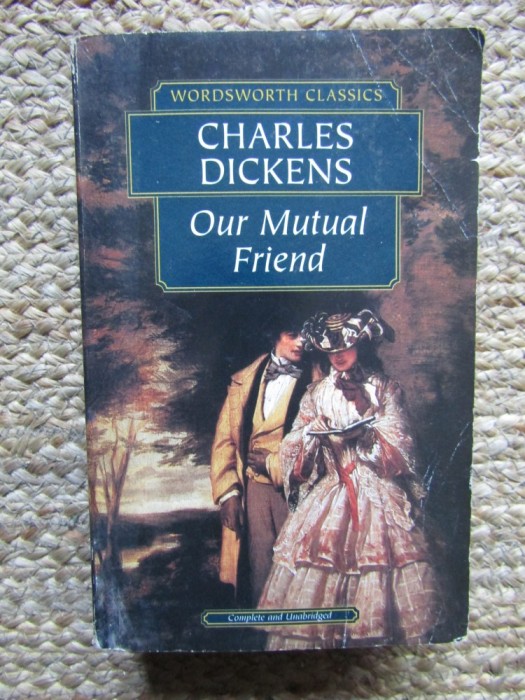 WORDSWORTH CLASSICS
CHARLES
DICKENS
Our Mutual
Friend
Complete and Unabridged